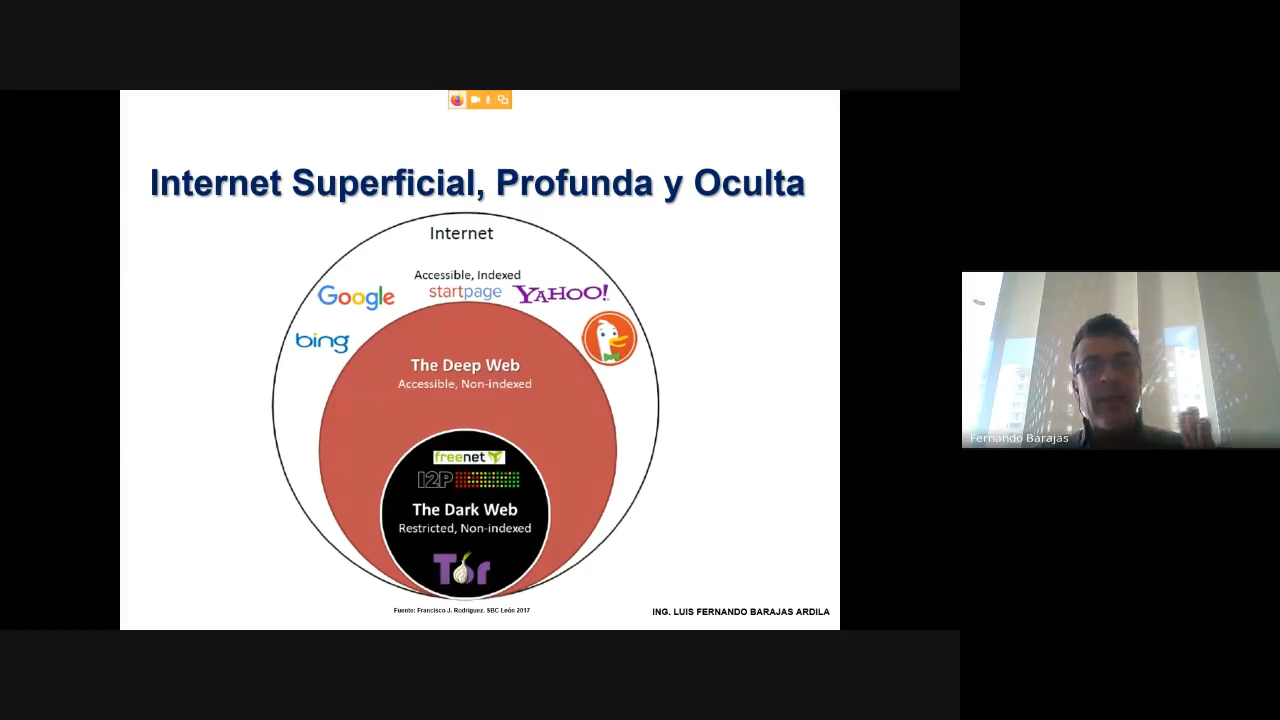 Internet Superficial, Profunda y Oculta
Internet
Accessible, Indexed
Google
startpage
YAHOO!
bing
The Deep Web
Accessible, Non-indexed
freenet
I2P
The Dark Web
Restricted, Non-indexed
Tor
Fuente: Francisco J. Rodríguez. SBC León 2017
ING. LUIS FERNANDO BARAJAS ARDILA
Fernando Barajas